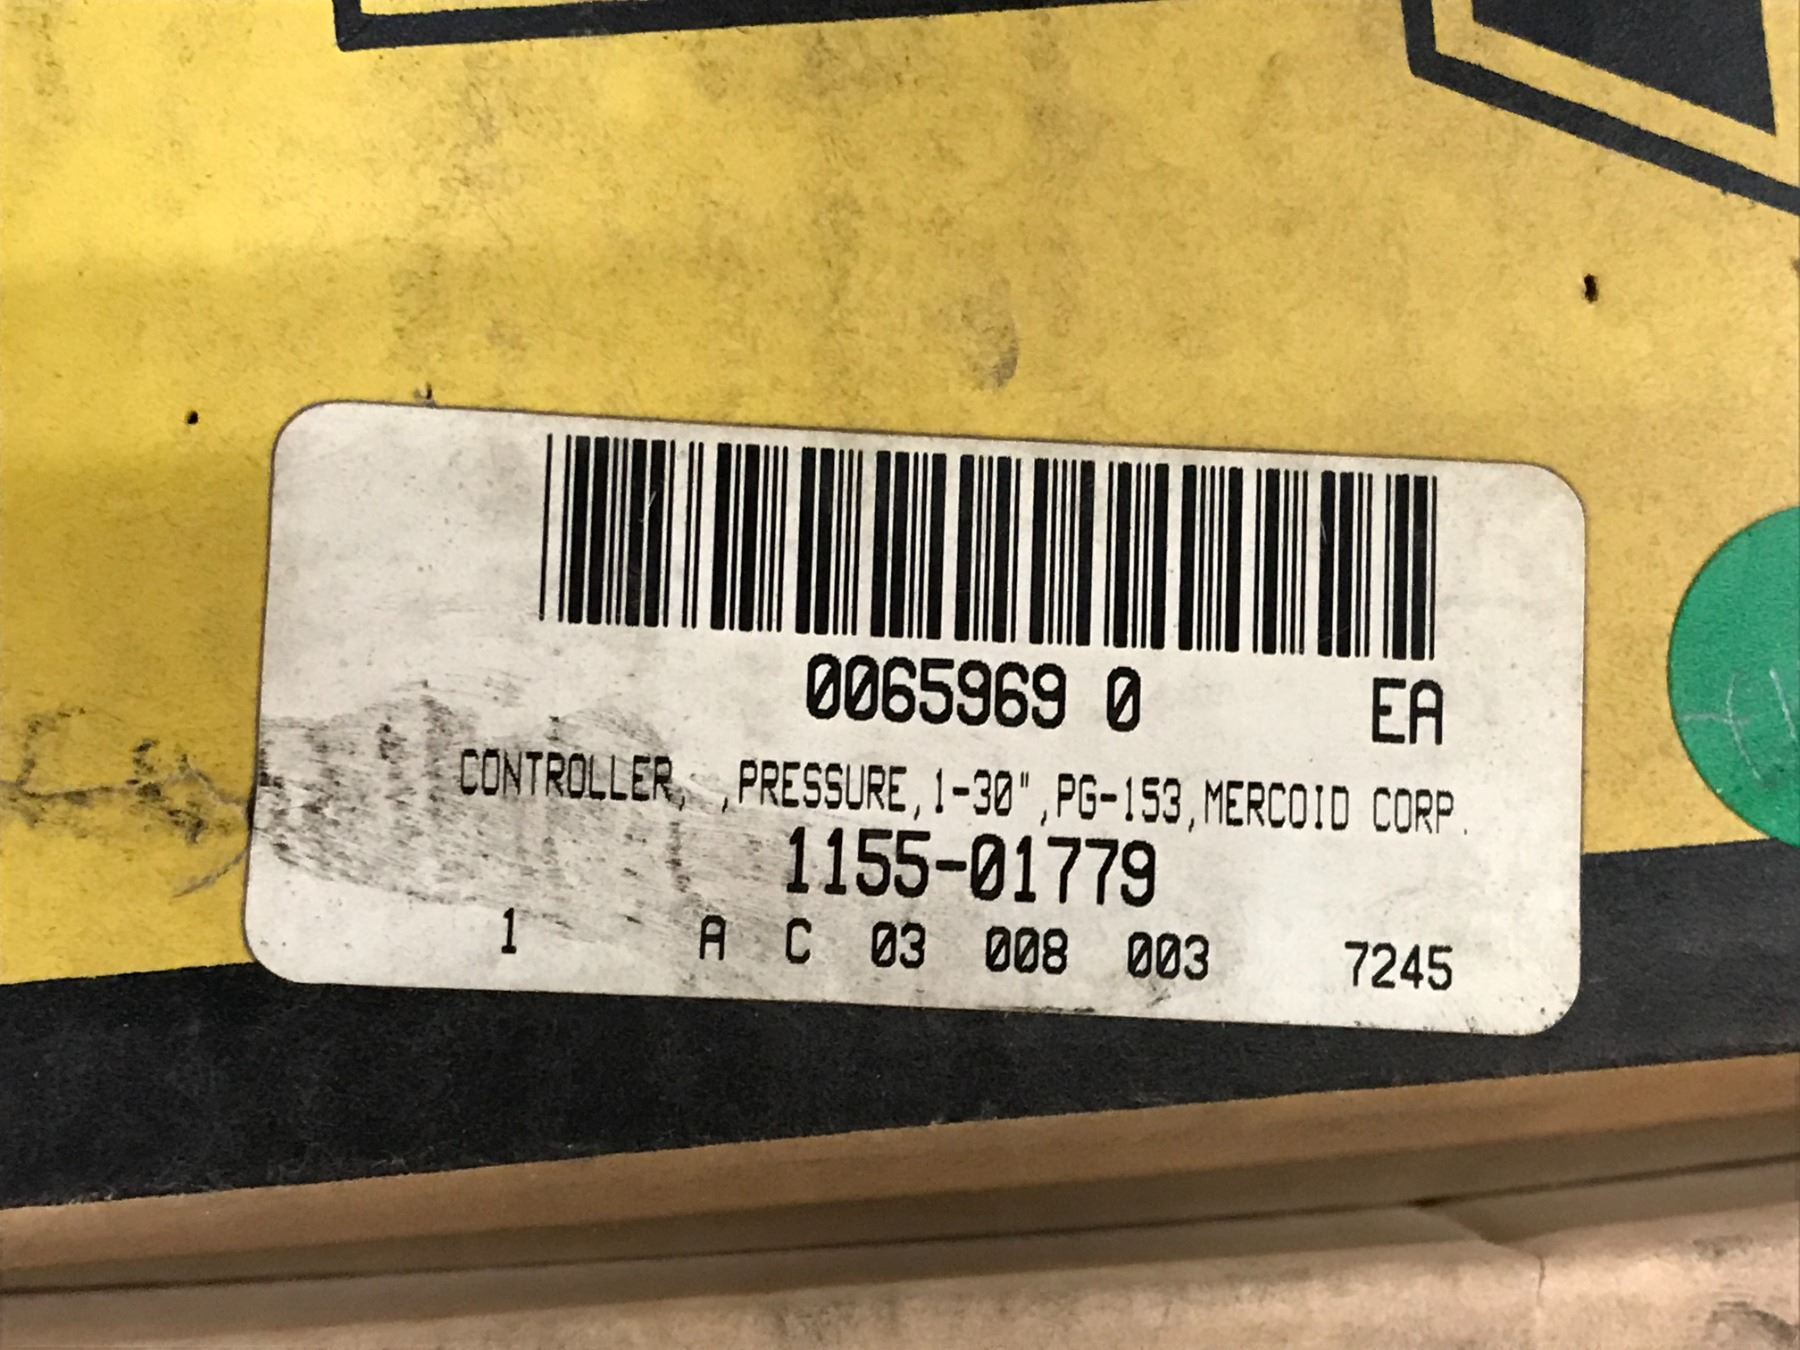 0065969 0 EA
CONTROLLER, ,PRESSURE,1-30",PG-153,MERCOID CORP.
1155-01779
1 A C 03 008 003 7245